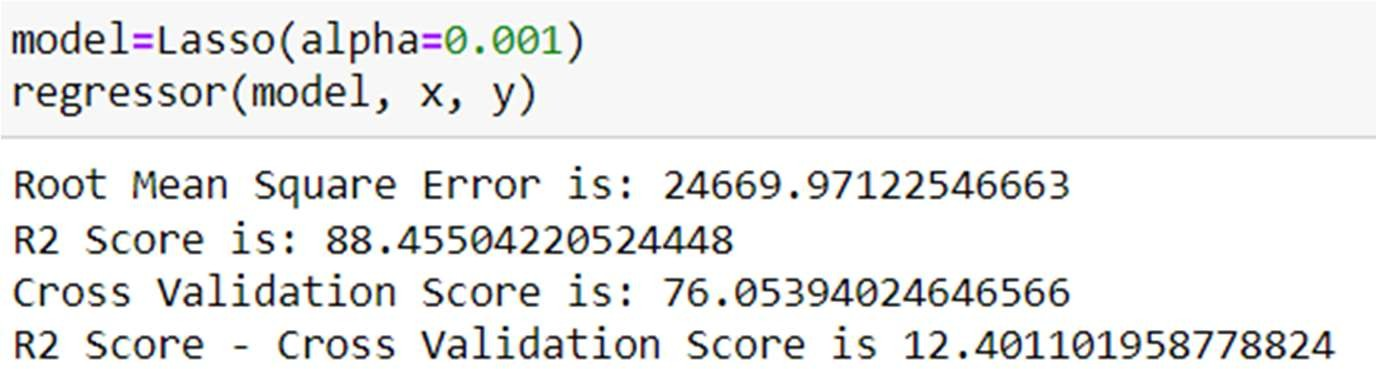 model=Lasso(alpha=0.001)
regressor(model, x, y)
Root Mean Square Error is: 24669.97122546663
R2 Score is: 88.45504220524448
Cross Validation Score is: 76.05394024646566
R2 Score - Cross Validation Score is 12.401101958778824